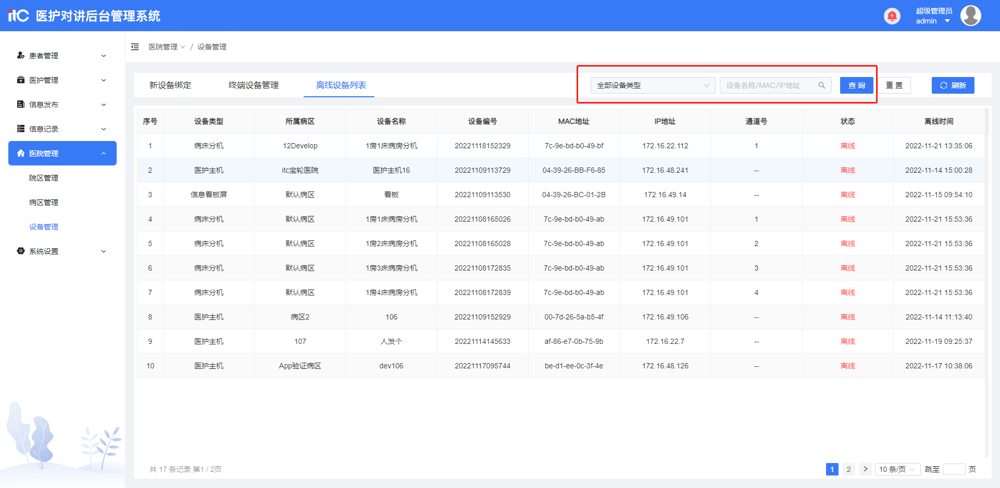 itc 医护对讲后台管理系统
超级管理员
admin
患者管理
医护管理
信息发布
信息记录
医院管理
院区管理
病区管理
设备管理
系统设置
医院管理 / 设备管理
新设备绑定 终端设备管理 离线设备列表 全部设备类型 设备名称/MAC/IP地址 查 询 重 置 刷新
序号 设备类型 所属病区 设备名称 设备编号 MAC地址 IP地址 通道号 状态 离线时间
1 病床分机 12Develop 1房1床病房分机 20221118152329 7c-9e-bd-b0-49-bf 172.16.22.112 1 离线 2022-11-21 13:35:06
2 医护主机 itc宝轮医院 医护主机16 20221109113729 04-39-26-BB-F6-85 172.16.48.241 -- 离线 2022-11-14 15:00:28
3 信息看板屏 默认病区 看板 20221109113530 04-39-26-BC-01-2B 172.16.49.14 -- 离线 2022-11-15 09:54:10
4 病床分机 默认病区 1房1床病房分机 20221108165026 7c-9e-bd-b0-49-ab 172.16.49.101 1 离线 2022-11-21 15:53:36
5 病床分机 默认病区 1房2床病房分机 20221108165028 7c-9e-bd-b0-49-ab 172.16.49.101 2 离线 2022-11-21 15:53:36
6 病床分机 默认病区 1房3床病房分机 20221108172835 7c-9e-bd-b0-49-ab 172.16.49.101 3 离线 2022-11-21 15:53:36
7 病床分机 默认病区 1房4床病房分机 20221108172839 7c-9e-bd-b0-49-ab 172.16.49.101 4 离线 2022-11-21 15:53:36
8 医护主机 病区2 106 20221109152929 00-7d-26-5a-b5-4f 172.16.49.106 -- 离线 2022-11-14 11:13:40
9 医护主机 107 人发个 20221114145633 af-86-e7-0b-75-9b 172.16.22.7 -- 离线 2022-11-19 09:25:37
10 医护主机 App验证病区 dev106 20221117095744 be-d1-ee-0c-3f-4e 172.16.48.126 -- 离线 2022-11-17 10:38:06
共 17 条记录 第1 / 2页 1 2 > 10 条/页 跳至 页